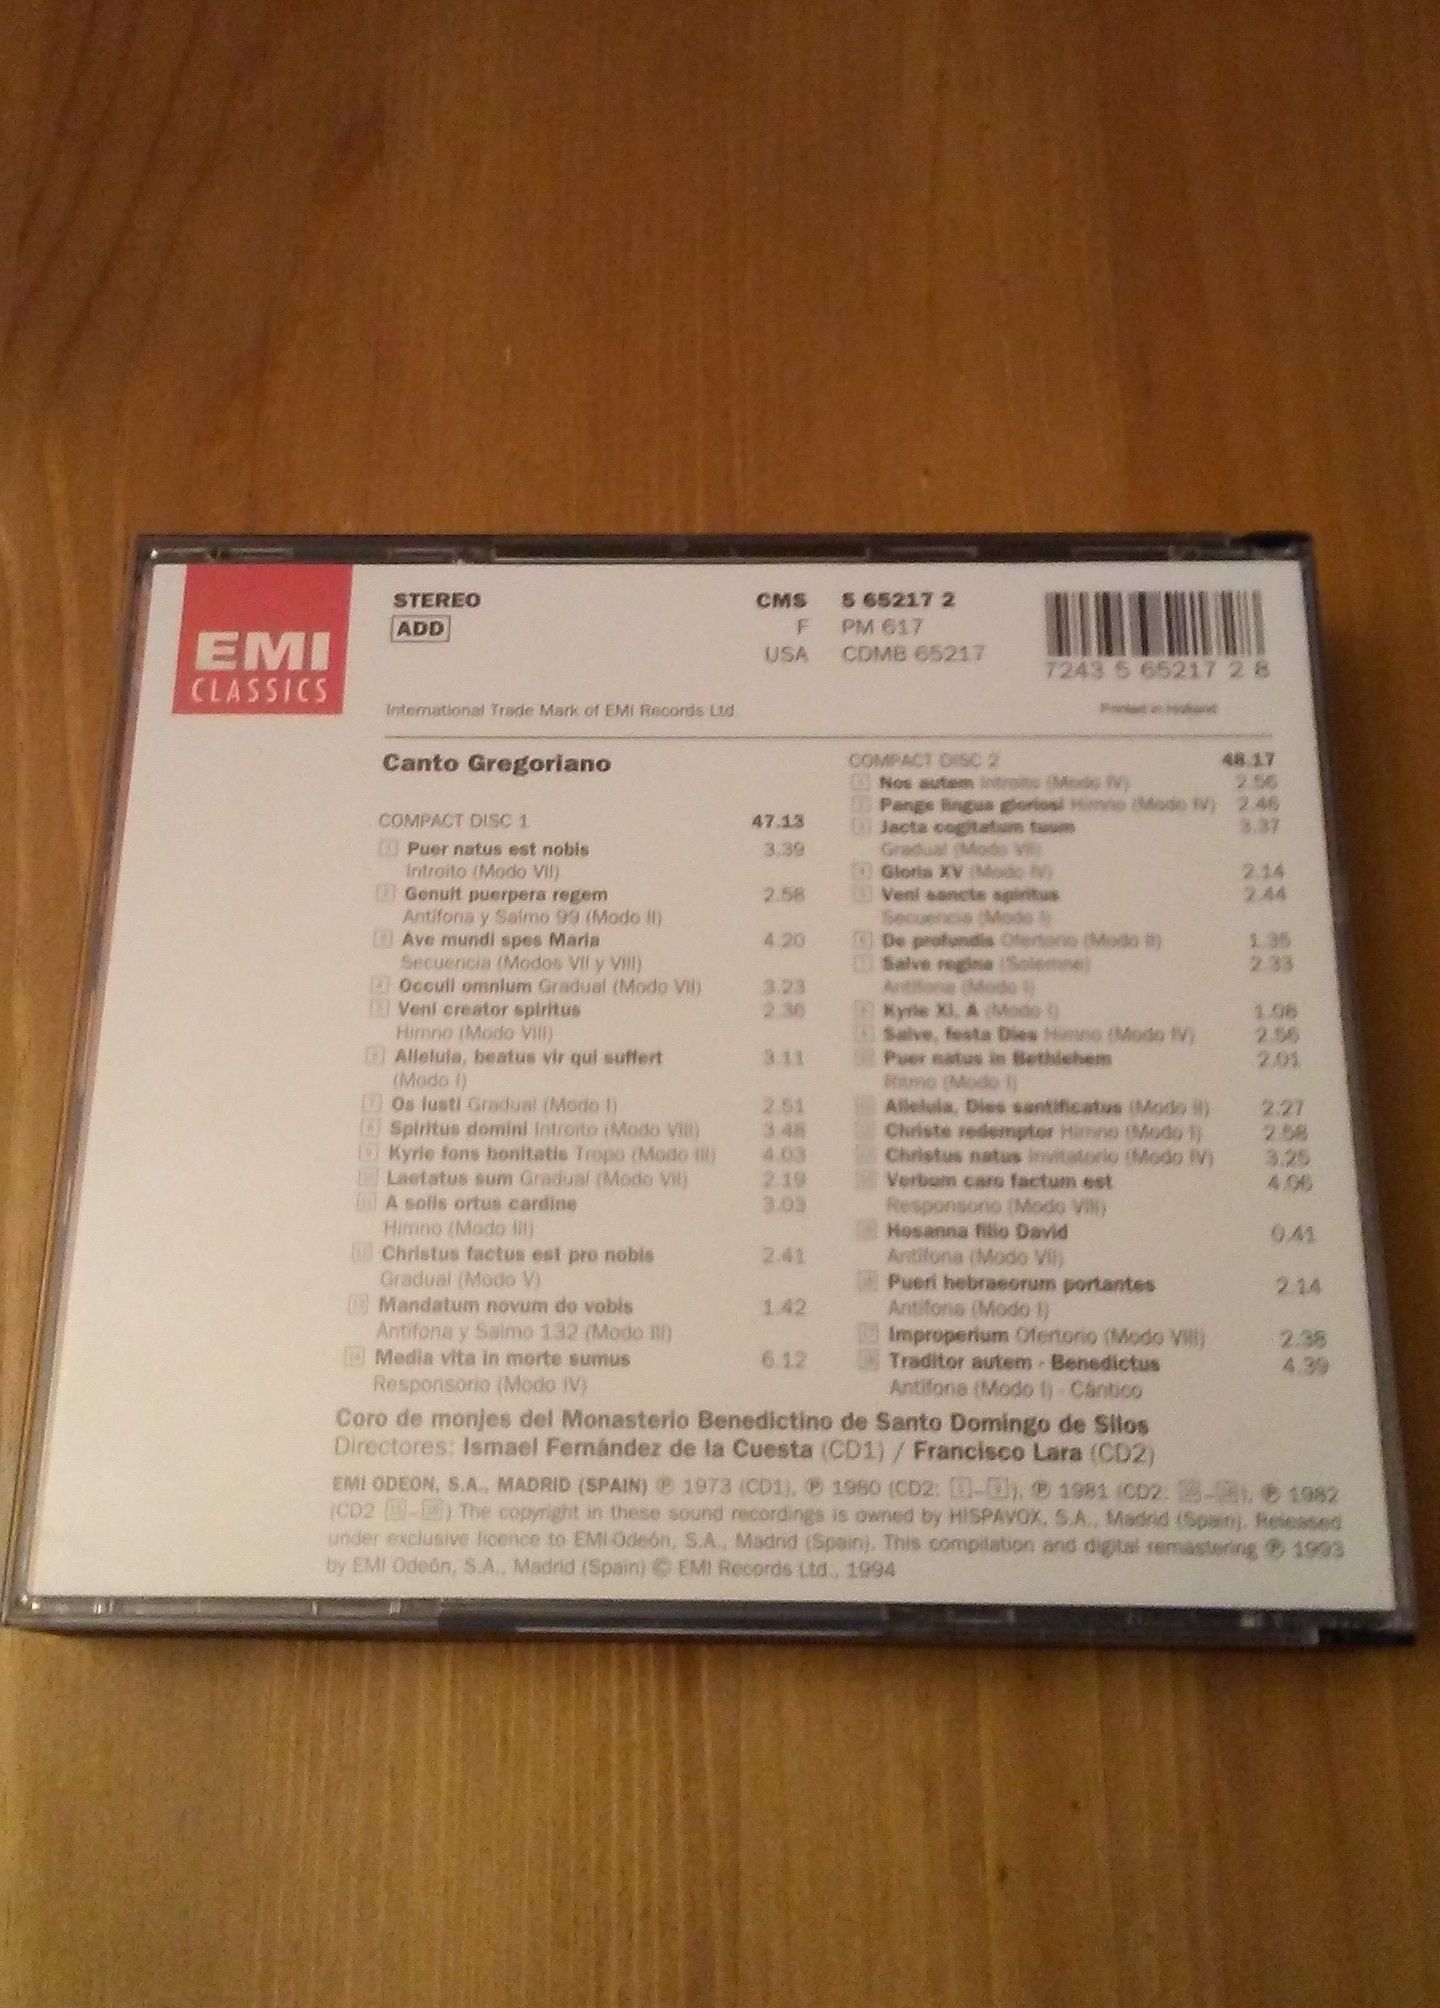 EMI
CLASSICS
STEREO
ADD
CMS 5 65217 2
F PM 617
USA CDMB 65217
7243 5 65217 2 8
International Trade Mark of EMI Records Ltd.
Printed in Holland
Canto Gregoriano
COMPACT DISC 1 47.13
1 Puer natus est nobis 3.39
Introito (Modo VII)
2 Genuit puerpera regem 2.58
Antífona y Salmo 99 (Modo II)
3 Ave mundi spes Maria 4.20
Secuencia (Modos VII y VIII)
4 Occuli omnium Gradual (Modo VII) 3.23
5 Veni creator spiritus 2.36
Himno (Modo VIII)
6 Alleluia, beatus vir qui suffert 3.11
(Modo I)
7 Os iusti Gradual (Modo I) 2.51
8 Spiritus domini Introito (Modo VIII) 3.48
9 Kyrie fons bonitatis Tropo (Modo III) 4.03
10 Laetatus sum Gradual (Modo VII) 2.19
11 A solis ortus cardine 3.03
Himno (Modo III)
12 Christus factus est pro nobis 2.41
Gradual (Modo V)
13 Mandatum novum do vobis 1.42
Antífona y Salmo 132 (Modo III)
14 Media vita in morte sumus 6.12
Responsorio (Modo IV)
COMPACT DISC 2 48.17
1 Nos autem Introito (Modo IV) 2.56
2 Pange lingua gloriosi Himno (Modo IV) 2.46
3 Jacta cogitatum tuum 3.37
Gradual (Modo VII)
4 Gloria XV (Modo IV) 2.14
5 Veni sancte spiritus 2.44
Secuencia (Modo I)
6 De profundis Ofertorio (Modo II) 1.35
7 Salve regina (Solemne) 2.33
Antífona (Modo I)
8 Kyrie XI, A (Modo I) 1.08
9 Salve, festa Dies Himno (Modo IV) 2.56
10 Puer natus in Bethlehem 2.01
Ritmo (Modo I)
11 Alleluia, Dies santificatus (Modo II) 2.27
12 Christe redemptor Himno (Modo I) 2.58
13 Christus natus Invitatorio (Modo IV) 3.25
14 Verbum caro factum est 4.06
Responsorio (Modo VIII)
15 Hosanna filio David 0.41
Antífona (Modo VII)
16 Pueri hebraeorum portantes 2.14
Antífona (Modo I)
17 Improperium Ofertorio (Modo VIII) 2.38
18 Traditor autem - Benedictus 4.39
Antífona (Modo I) - Cántico
Coro de monjes del Monasterio Benedictino de Santo Domingo de Silos
Directores: Ismael Fernández de la Cuesta (CD1) / Francisco Lara (CD2)
EMI ODEON, S.A., MADRID (SPAIN) ℗ 1973 (CD1), ℗ 1980 (CD2: 1–9), ℗ 1981 (CD2: ), ℗ 1982
(CD2 ) The copyright in these sound recordings is owned by HISPAVOX, S.A., Madrid (Spain). Released
under exclusive licence to EMI-Odeón, S.A., Madrid (Spain). This compilation and digital remastering ℗ 1993
by EMI Odeón, S.A., Madrid (Spain) © EMI Records Ltd., 1994